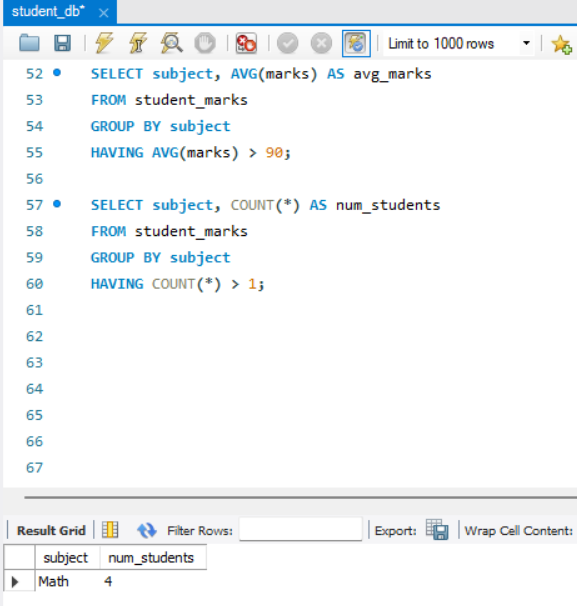 student_db*
Limit to 1000 rows
52 SELECT subject, AVG(marks) AS avg_marks
53 FROM student_marks
54 GROUP BY subject
55 HAVING AVG(marks) > 90;
56
57 SELECT subject, COUNT(*) AS num_students
58 FROM student_marks
59 GROUP BY subject
60 HAVING COUNT(*) > 1;
61
62
63
64
65
66
67
Result Grid Filter Rows: Export: Wrap Cell Content:
subject num_students
Math 4